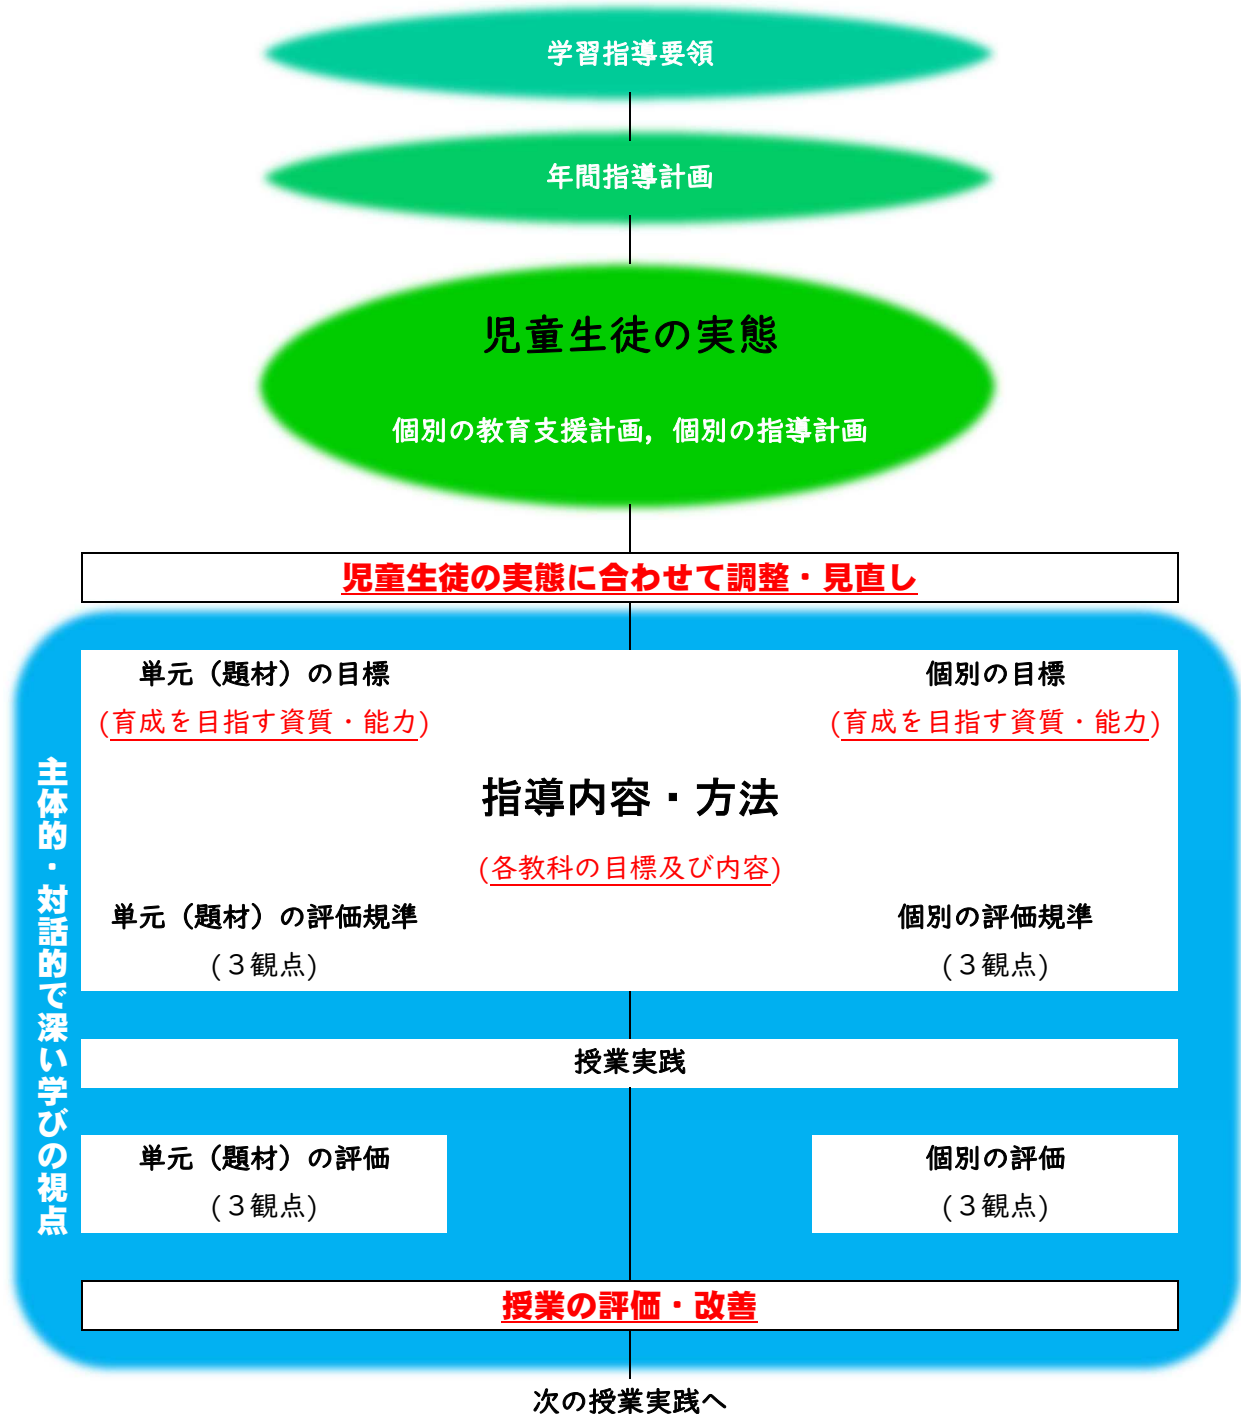 学習指導要領
年間指導計画
児童生徒の実態
個別の教育支援計画，個別の指導計画
児童生徒の実態に合わせて調整・見直し
主体的・対話的で深い学びの視点
単元（題材）の目標
(育成を目指す資質・能力)
個別の目標
(育成を目指す資質・能力)
指導内容・方法
(各教科の目標及び内容)
単元（題材）の評価規準
(３観点)
個別の評価規準
(３観点)
授業実践
単元（題材）の評価
(３観点)
個別の評価
(３観点)
授業の評価・改善
次の授業実践へ